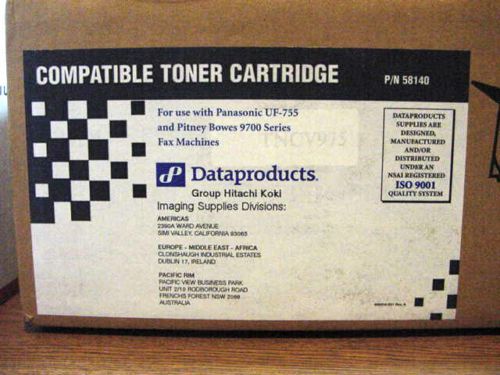 COMPATIBLE TONER CARTRIDGE
P/N 58140
For use with Panasonic UF-755
and Pitney Bowes 9700 Series
Fax Machines
DATAPRODUCTS
SUPPLIES ARE
DESIGNED,
MANUFACTURED
AND/OR
DISTRIBUTED
UNDER AN
NSAI REGISTERED
ISO 9001
QUALITY SYSTEM
Dataproducts.
Group Hitachi Koki
Imaging Supplies Divisions:
AMERICAS
2390A WARD AVENUE
SIMI VALLEY, CALIFORNIA 93065
EUROPE - MIDDLE EAST - AFRICA
CLONSHAUGH INDUSTRIAL ESTATES
DUBLIN 17, IRELAND
PACIFIC RIM
PACIFIC VIEW BUSINESS PARK
UNIT 2/10 RODBOROUGH ROAD
FRENCHS FOREST NSW 2086
AUSTRALIA